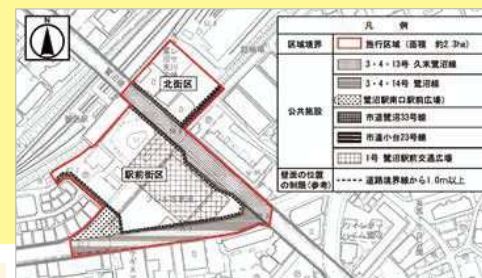 N
北街区
駅前街区
凡 例
区域境界
施行区域(面積 約2.3ha)
公共施設
3・4・13号 久末鷺沼線
3・4・14号 鷺沼線
(鷺沼駅南口駅前広場)
市道鷺沼33号線
市道小台23号線
1号 鷺沼駅前交通広場
壁面の位置
の制限(参考)
道路境界線から1.0m以上